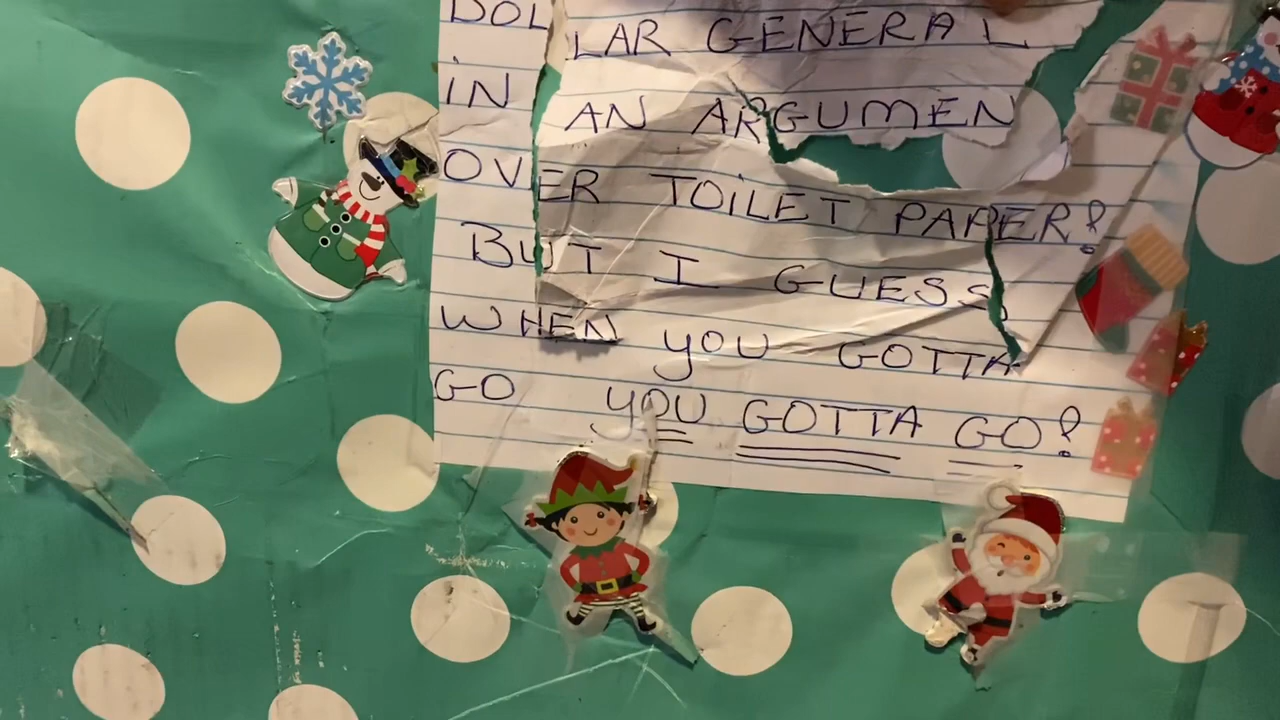 DOLLAR GENERAL
iN AN ARGUMEN
OVER TOiLET PAPER!
BUT I GUESS
WHEN YOU GOTTA
GO YOU GOTTA GO!